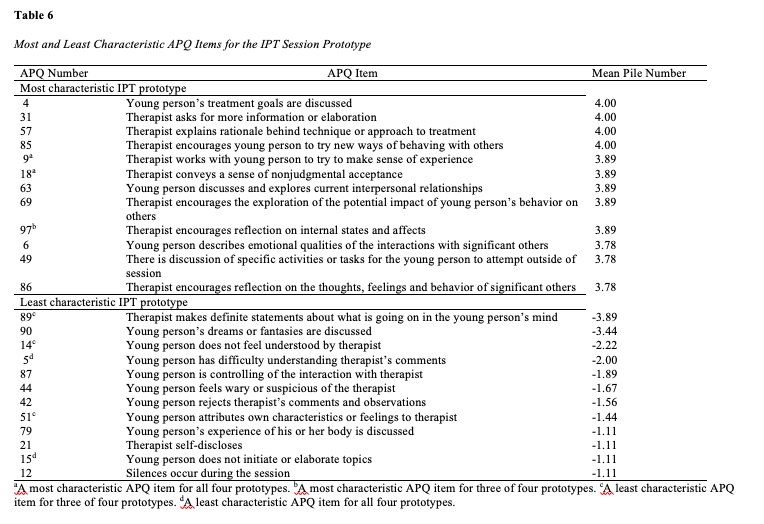 Table 6
Most and Least Characteristic APQ Items for the IPT Session Prototype
APQ Number APQ Item Mean Pile Number
Most characteristic IPT prototype
4 Young person's treatment goals are discussed 4.00
31 Therapist asks for more information or elaboration 4.00
57 Therapist explains rationale behind technique or approach to treatment 4.00
85 Therapist encourages young person to try new ways of behaving with others 4.00
9ᵃ Therapist works with young person to try to make sense of experience 3.89
18ᵃ Therapist conveys a sense of nonjudgmental acceptance 3.89
63 Young person discusses and explores current interpersonal relationships 3.89
69 Therapist encourages the exploration of the potential impact of young person's behavior on 3.89
others
97ᵇ Therapist encourages reflection on internal states and affects 3.89
6 Young person describes emotional qualities of the interactions with significant others 3.78
49 There is discussion of specific activities or tasks for the young person to attempt outside of 3.78
session
86 Therapist encourages reflection on the thoughts, feelings and behavior of significant others 3.78
Least characteristic IPT prototype
89ᶜ Therapist makes definite statements about what is going on in the young person's mind -3.89
90 Young person's dreams or fantasies are discussed -3.44
14ᶜ Young person does not feel understood by therapist -2.22
5ᵈ Young person has difficulty understanding therapist's comments -2.00
87 Young person is controlling of the interaction with therapist -1.89
44 Young person feels wary or suspicious of the therapist -1.67
42 Young person rejects therapist's comments and observations -1.56
51ᶜ Young person attributes own characteristics or feelings to therapist -1.44
79 Young person's experience of his or her body is discussed -1.11
21 Therapist self-discloses -1.11
15ᵈ Young person does not initiate or elaborate topics -1.11
12 Silences occur during the session -1.11
ᵃA most characteristic APQ item for all four prototypes. ᵇA most characteristic APQ item for three of four prototypes. ᶜA least characteristic APQ
item for three of four prototypes. ᵈA least characteristic APQ item for all four prototypes.